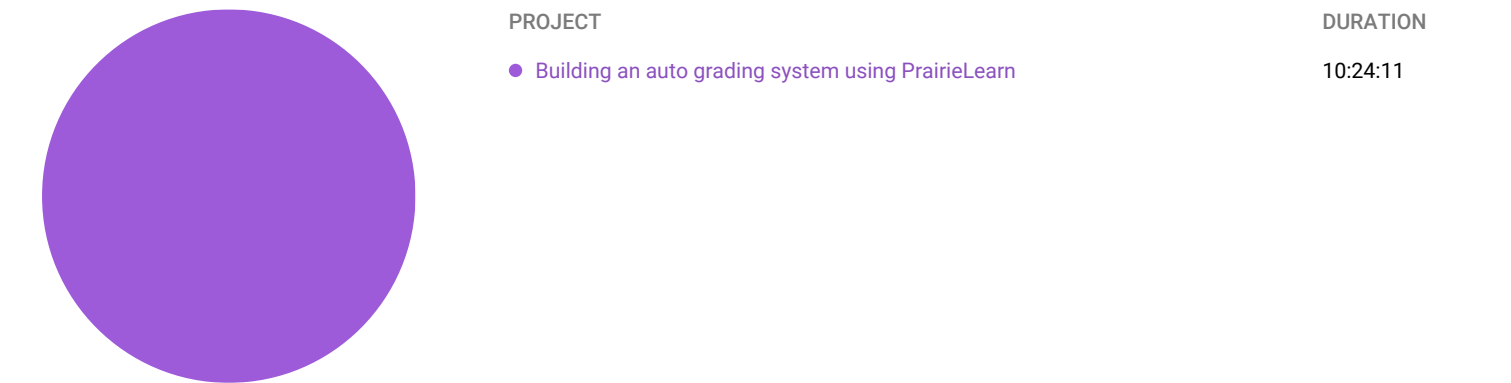 PROJECT DURATION
Building an auto grading system using PrairieLearn 10:24:11